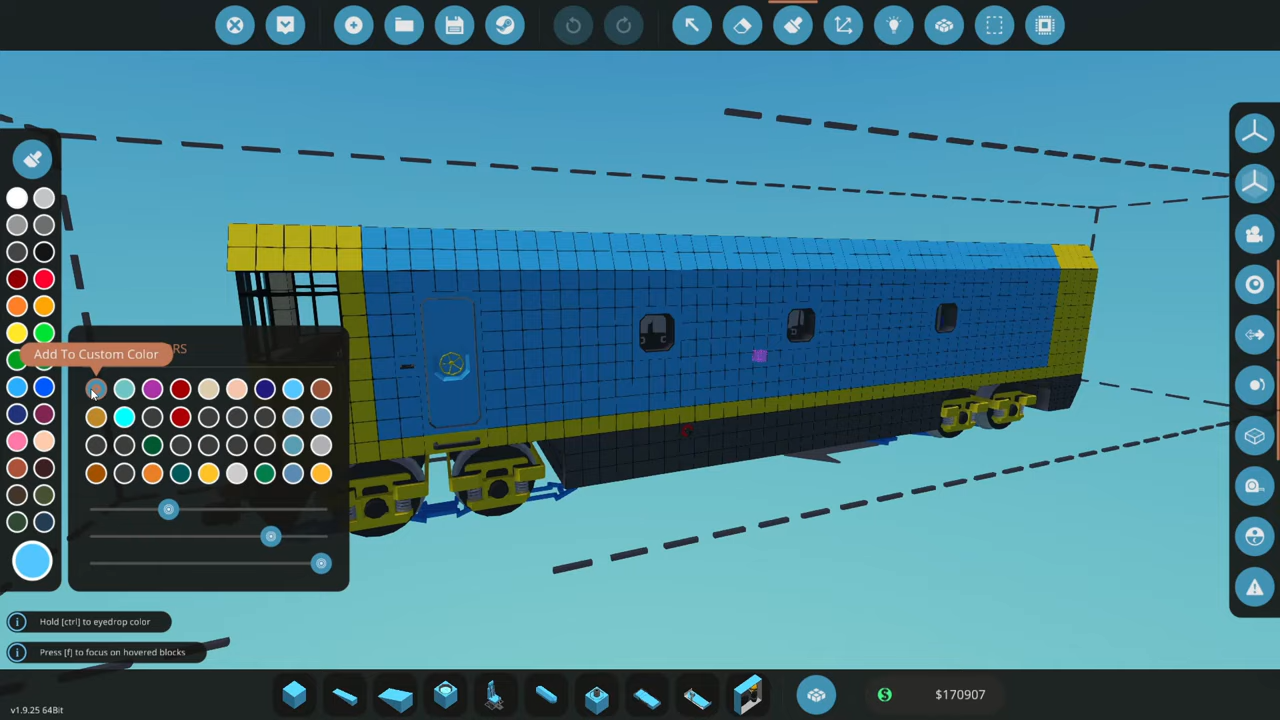 RS
Add To Custom Color
Hold [ctrl] to eyedrop color
Press [f] to focus on hovered blocks
$ $170907
v1.9.25 64Bit